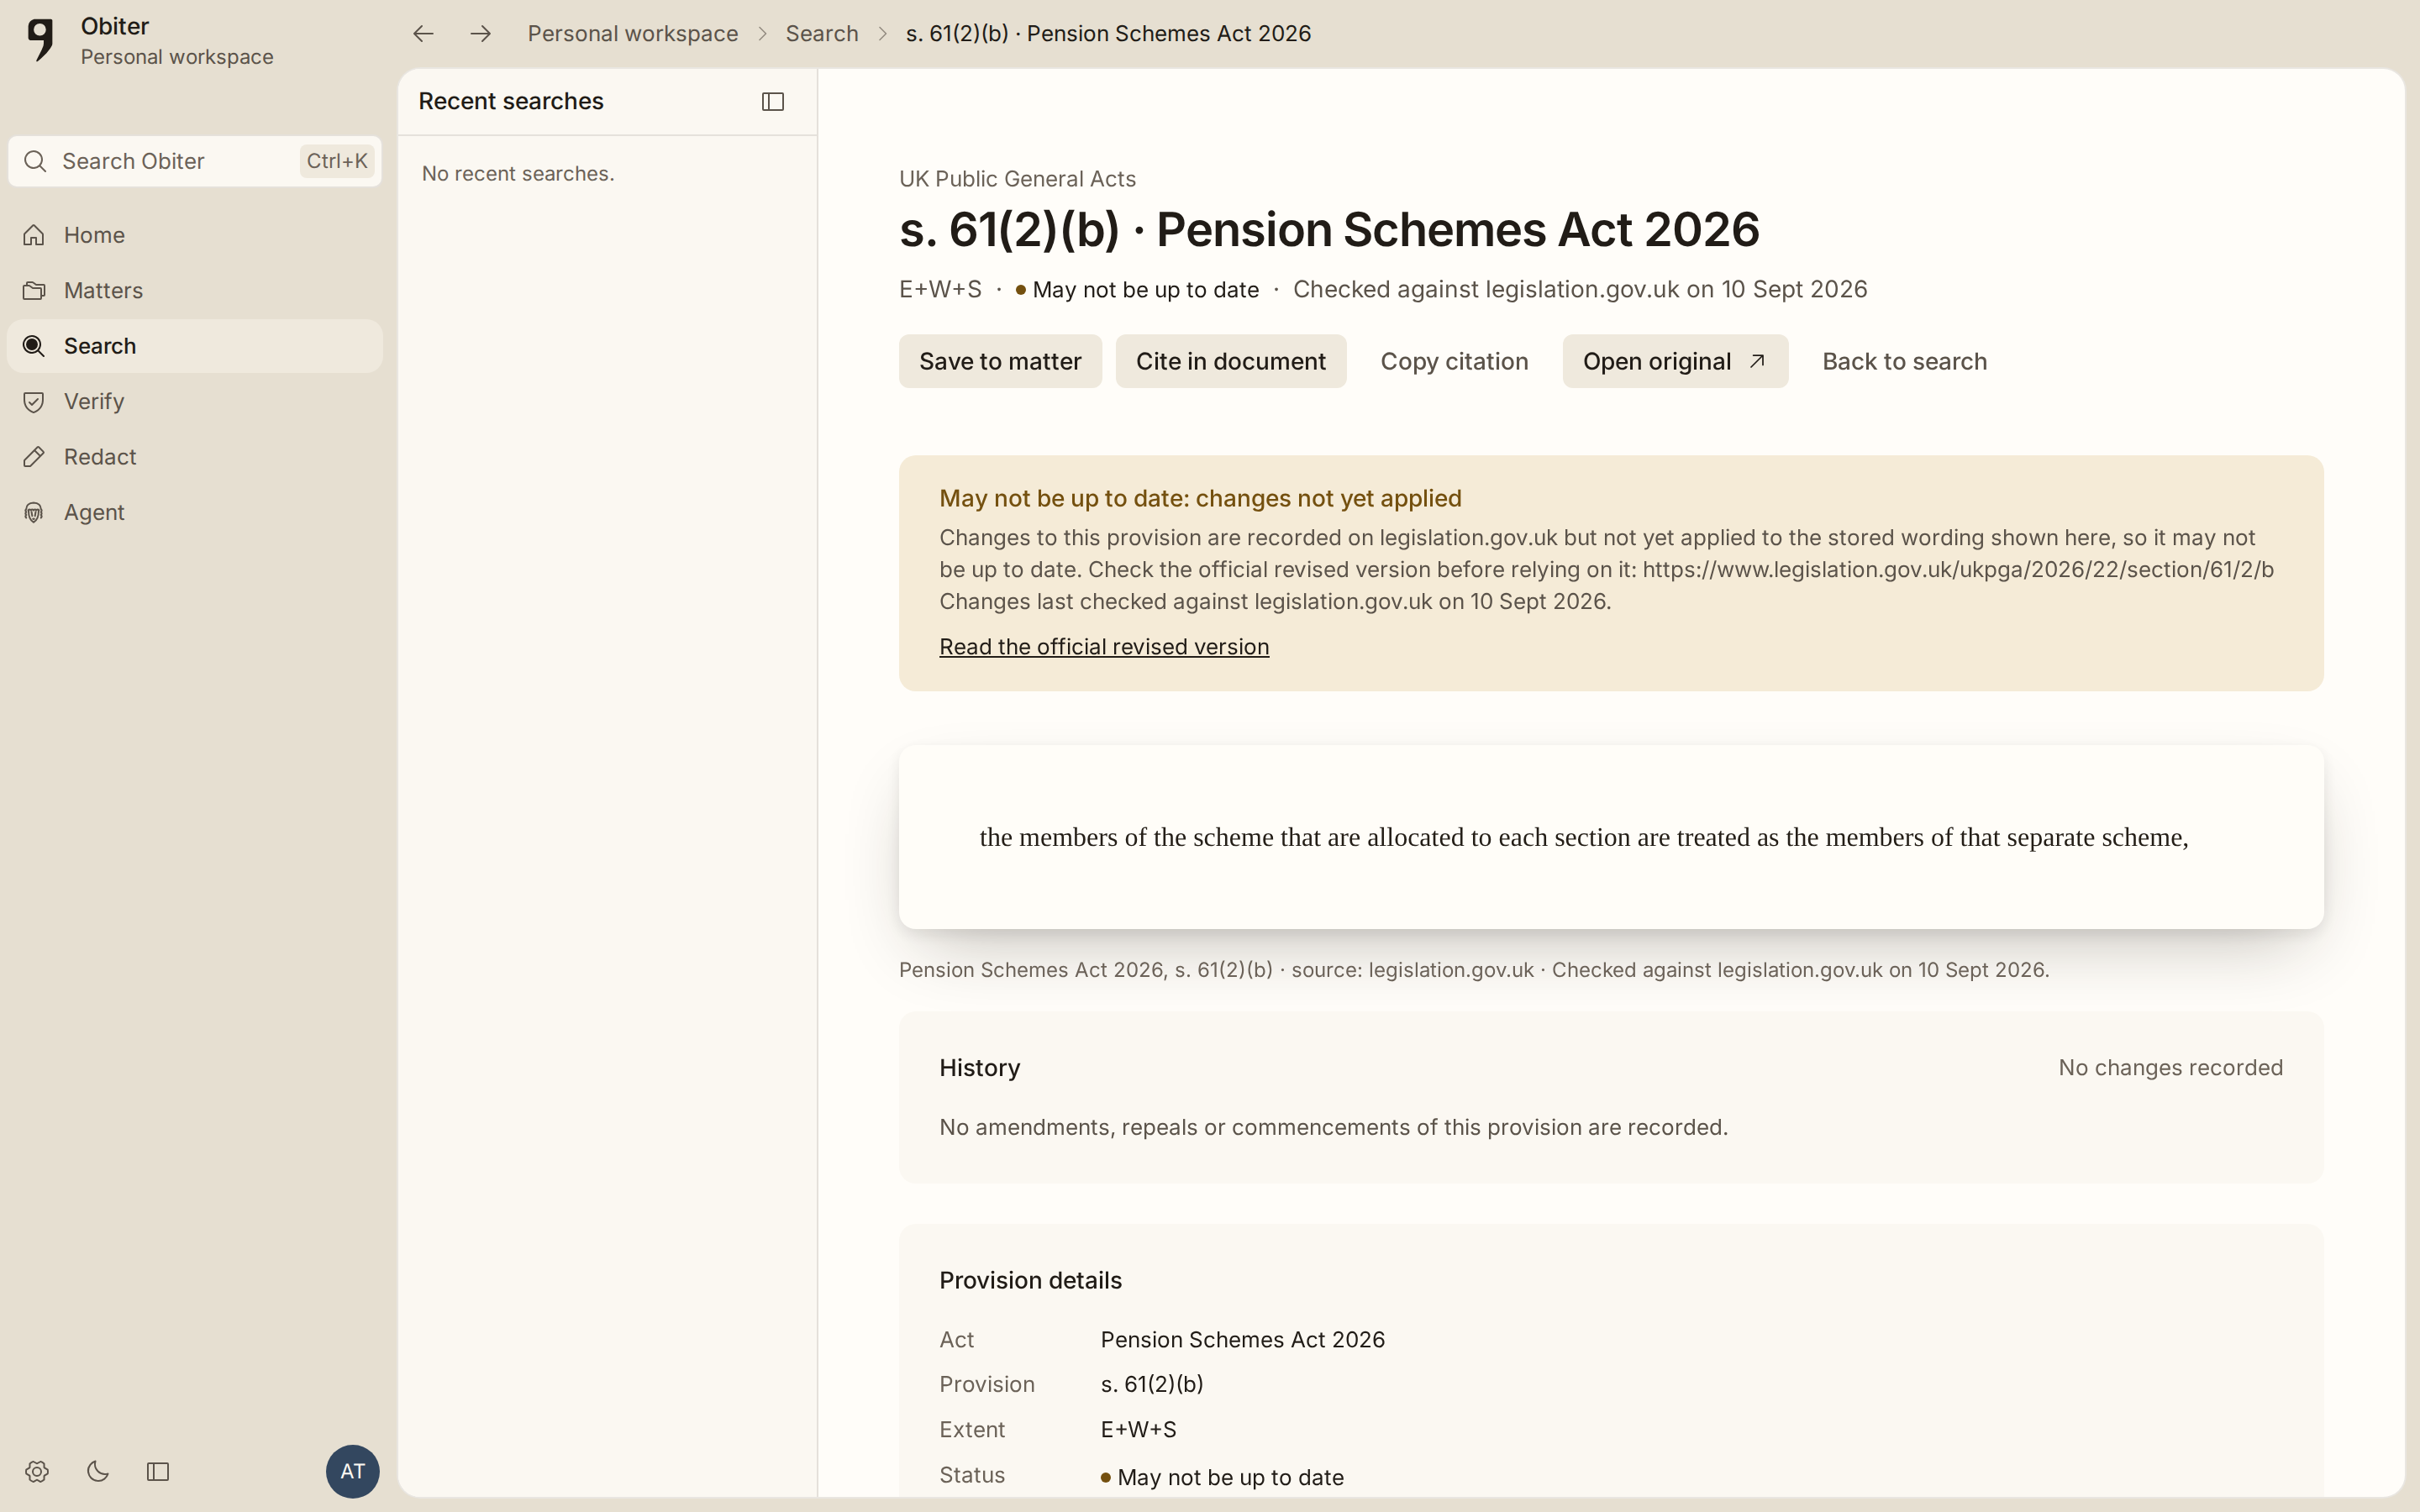 Obiter
Personal workspace
Search Obiter Ctrl+K
Home
Matters
Search
Verify
Redact
Agent
AT
Personal workspace > Search > s. 61(2)(b) · Pension Schemes Act 2026
Recent searches
No recent searches.
UK Public General Acts
s. 61(2)(b) · Pension Schemes Act 2026
E+W+S · May not be up to date · Checked against legislation.gov.uk on 10 Sept 2026
Save to matter Cite in document Copy citation Open original Back to search
May not be up to date: changes not yet applied
Changes to this provision are recorded on legislation.gov.uk but not yet applied to the stored wording shown here, so it may not
be up to date. Check the official revised version before relying on it: https://www.legislation.gov.uk/ukpga/2026/22/section/61/2/b
Changes last checked against legislation.gov.uk on 10 Sept 2026.
Read the official revised version
the members of the scheme that are allocated to each section are treated as the members of that separate scheme,
Pension Schemes Act 2026, s. 61(2)(b) · source: legislation.gov.uk · Checked against legislation.gov.uk on 10 Sept 2026.
History No changes recorded
No amendments, repeals or commencements of this provision are recorded.
Provision details
Act Pension Schemes Act 2026
Provision s. 61(2)(b)
Extent E+W+S
Status May not be up to date